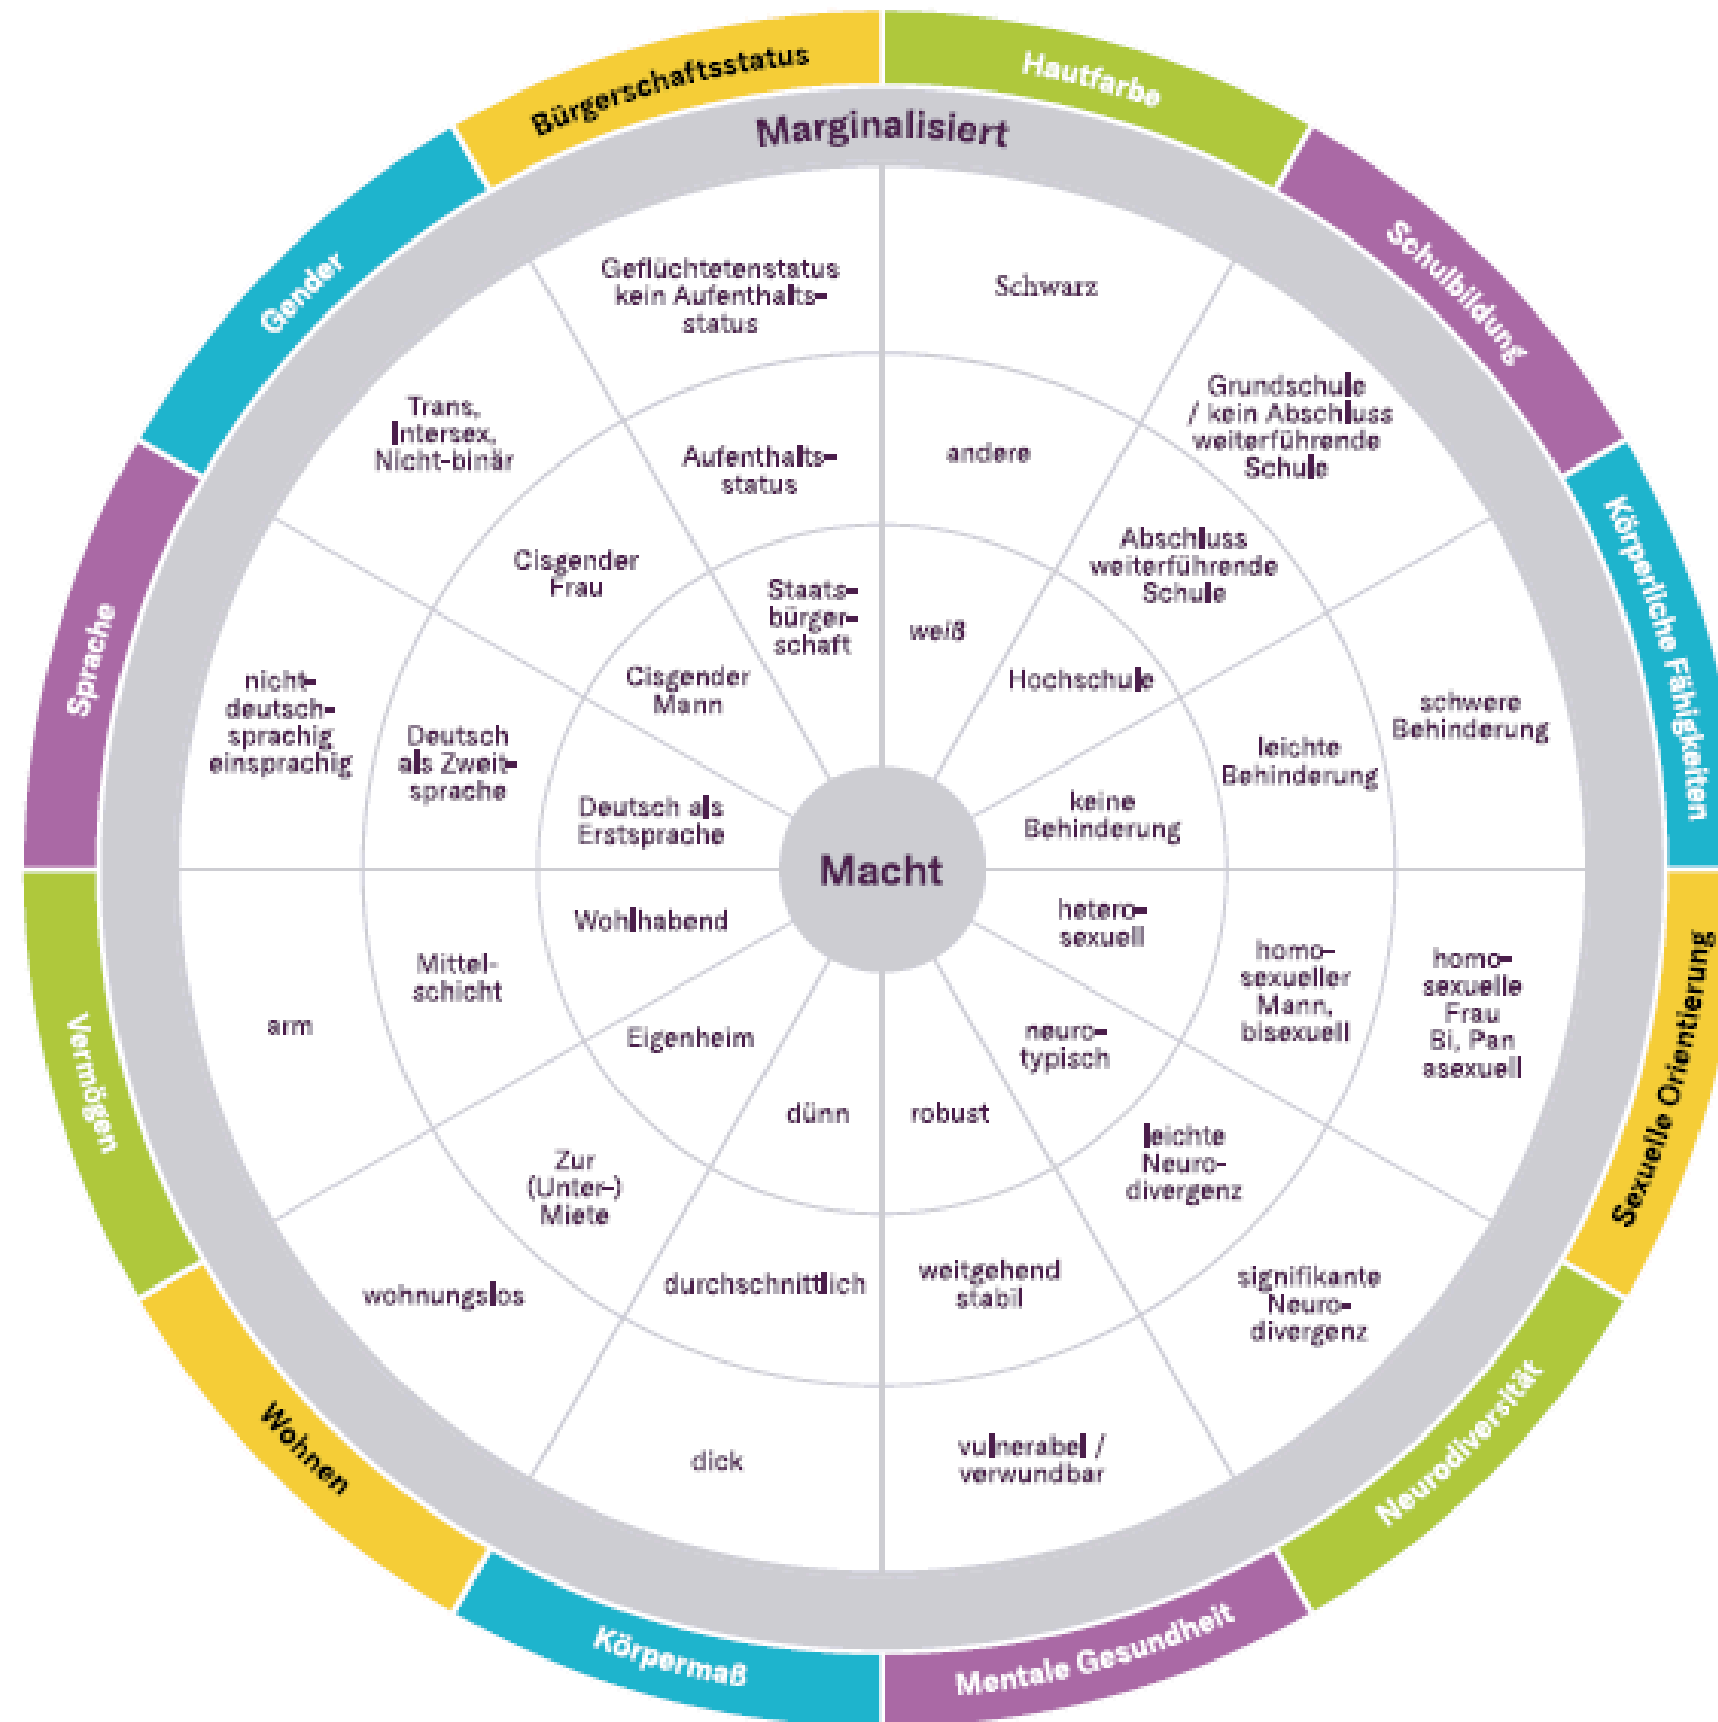 Bürgerschaftsstatus
Hautfarbe
Schulbildung
Körperliche Fähigkeiten
Sexuelle Orientierung
Neurodiversität
Mentale Gesundheit
Körpermaß
Wohnen
Vermögen
Sprache
Gender
Marginalisiert
Geflüchtetenstatus
kein Aufenthalts-
status
Aufenthalts-
status
Staats-
bürger-
schaft
Schwarz
andere
weiß
Grundschule
/ kein Abschluss
weiterführende
Schule
Abschluss
weiterführende
Schule
Hochschule
schwere
Behinderung
leichte
Behinderung
keine
Behinderung
homo-
sexuelle
Frau
Bi, Pan
asexuell
homo-
sexueller
Mann,
bisexuell
hetero-
sexuell
signifikante
Neuro-
divergenz
leichte
Neuro-
divergenz
neuro-
typisch
vulnerabel /
verwundbar
weitgehend
stabil
robust
dick
durchschnittlich
dünn
wohnungslos
Zur
(Unter-)
Miete
Eigenheim
arm
Mittel-
schicht
Wohlhabend
nicht-
deutsch-
sprachig
einsprachig
Deutsch
als Zweit-
sprache
Deutsch als
Erstsprache
Trans,
Intersex,
Nicht-binär
Cisgender
Frau
Cisgender
Mann
Macht